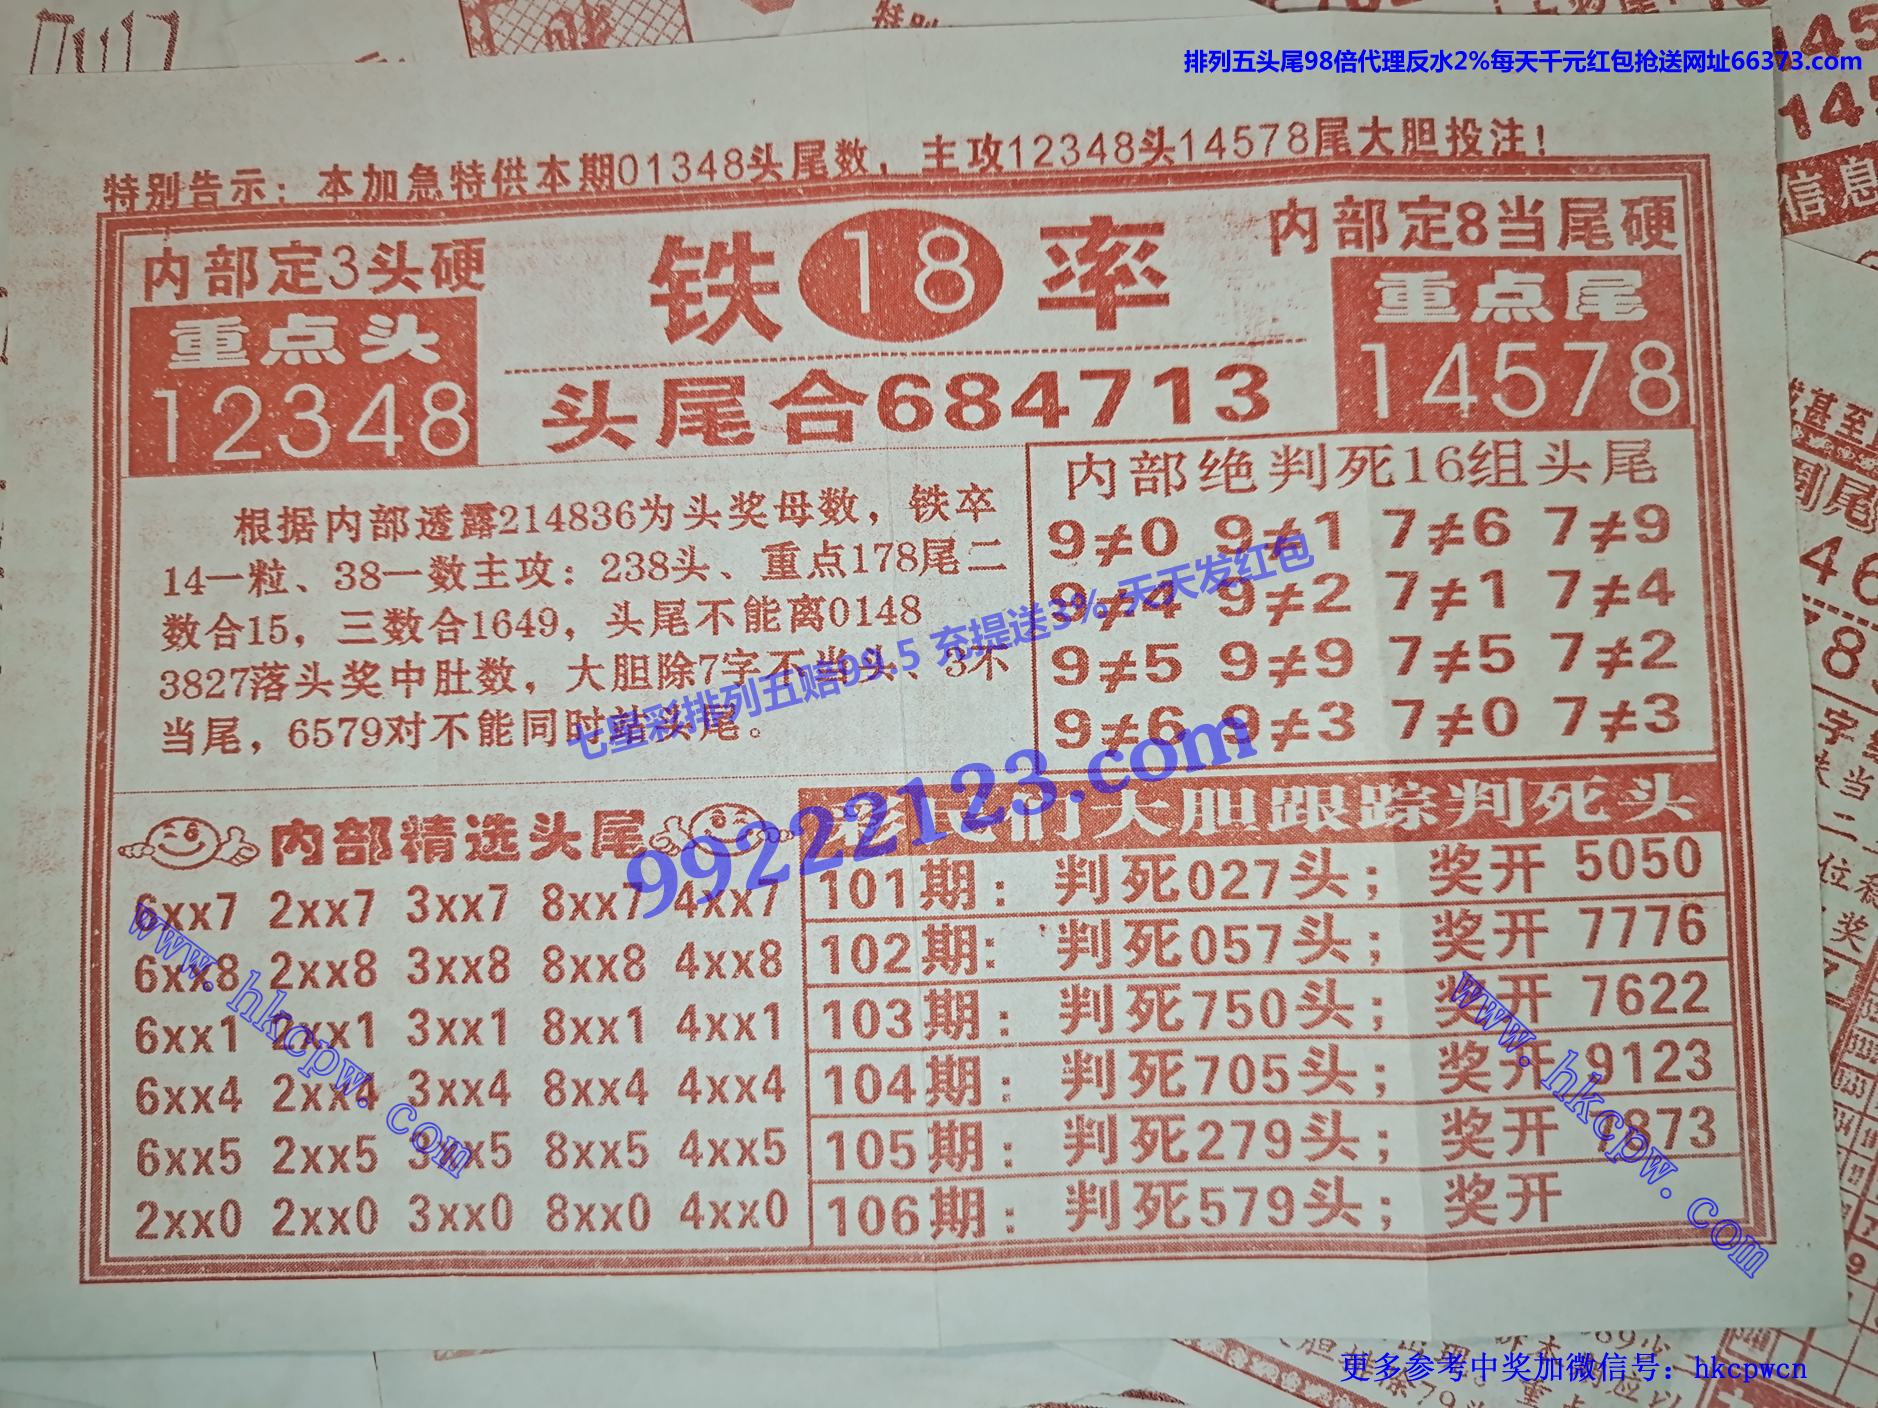 排列五头尾98倍代理反水2%每天千元红包抢送网址66373.com
特别告示：本加急特供本期01348头尾数，主攻12348头14578尾大胆投注！
内部定3头硬
重点头
12348
铁18率
头尾合684713
内部定8当尾硬
重点尾
14578
根据内部透露214836为头奖母数，铁卒
14一粒、38一数主攻：238头、重点178尾二
数合15，三数合1649，头尾不能离0148
3827落头奖中肚数，大胆除7字不当头、3不
当尾，6579对不能同时站头尾。
内部绝判死16组头尾
9≠0 9≠1 7≠6 7≠9
9≠4 9≠2 7≠1 7≠4
9≠5 9≠9 7≠5 7≠2
9≠6 9≠3 7≠0 7≠3
七星彩排列五赔99.5 充提送3% 天天发红包
99222123.com
内部精选头尾
6xx7 2xx7 3xx7 8xx7 4xx7
6xx8 2xx8 3xx8 8xx8 4xx8
6xx1 2xx1 3xx1 8xx1 4xx1
6xx4 2xx4 3xx4 8xx4 4xx4
6xx5 2xx5 3xx5 8xx5 4xx5
2xx0 2xx0 3xx0 8xx0 4xx0
彩民们大胆跟踪判死头
101期：判死027头；奖开 5050
102期：判死057头；奖开 7776
103期：判死750头；奖开 7622
104期：判死705头；奖开 9123
105期：判死279头；奖开 1873
106期：判死579头；奖开
www.hkcpw.com
www.hkcpw.com
信息
更多参考中奖加微信号：hkcpwcn